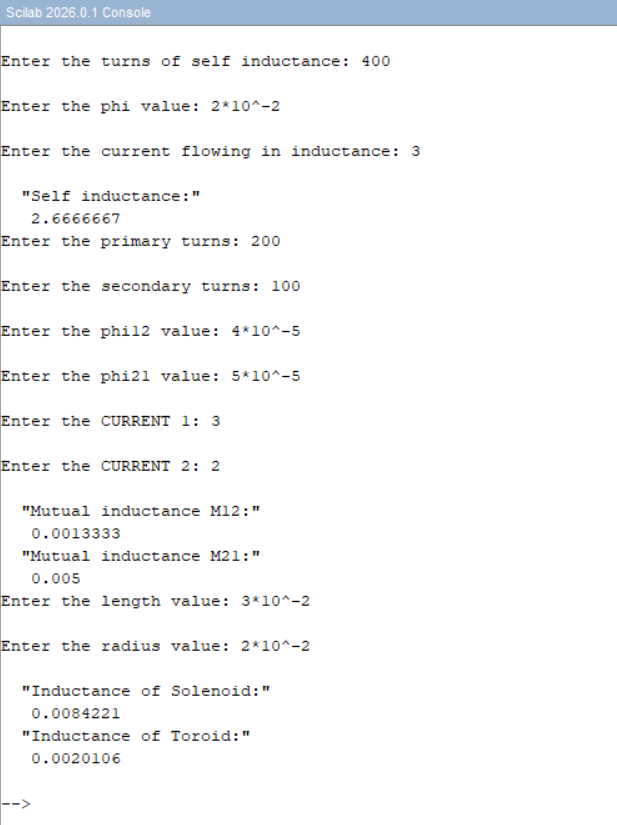 Scilab 2026.0.1 Console
Enter the turns of self inductance: 400
Enter the phi value: 2*10^-2
Enter the current flowing in inductance: 3
"Self inductance:"
2.6666667
Enter the primary turns: 200
Enter the secondary turns: 100
Enter the phi12 value: 4*10^-5
Enter the phi21 value: 5*10^-5
Enter the CURRENT 1: 3
Enter the CURRENT 2: 2
"Mutual inductance M12:"
0.0013333
"Mutual inductance M21:"
0.005
Enter the length value: 3*10^-2
Enter the radius value: 2*10^-2
"Inductance of Solenoid:"
0.0084221
"Inductance of Toroid:"
0.0020106
-->